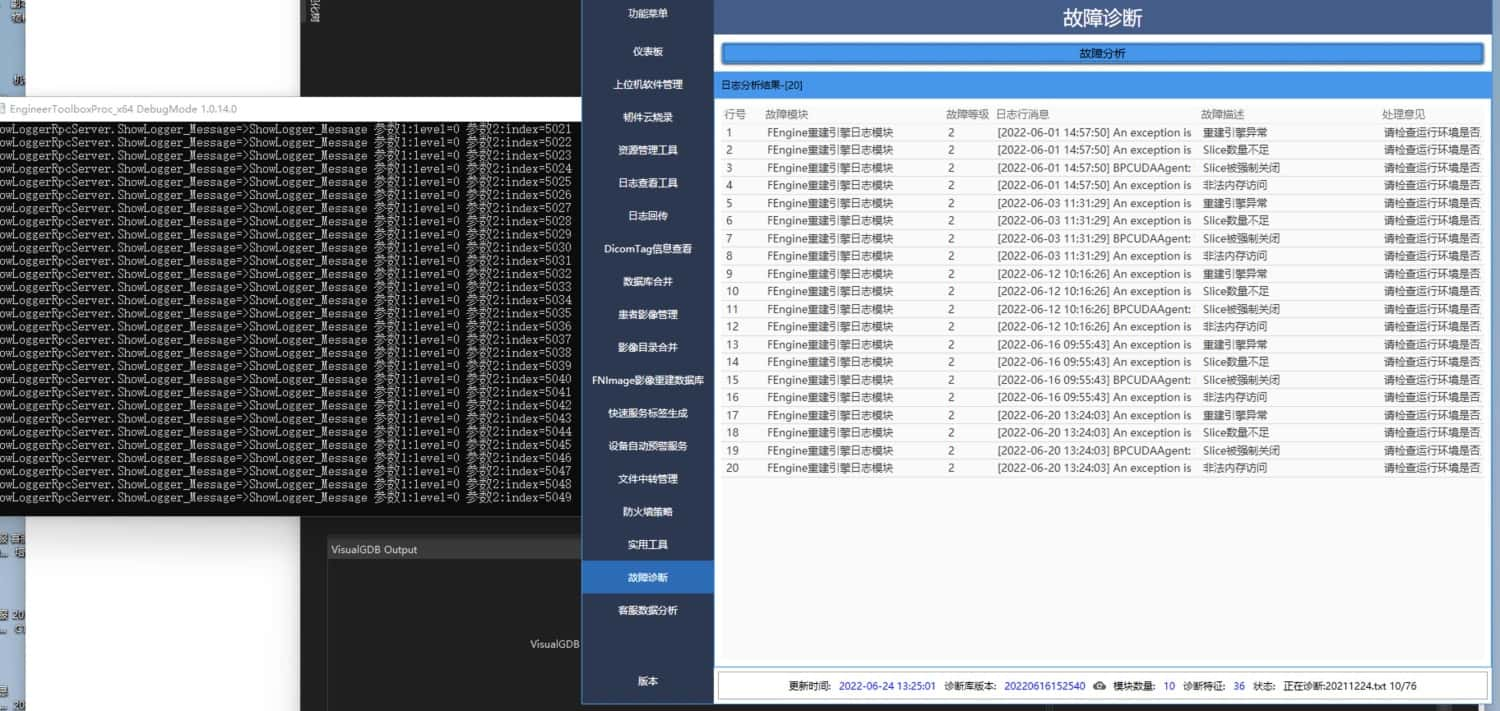 EngineerToolboxProc_x64 DebugMode 1.0.14.0
owLoggerRpcServer.ShowLogger_Message=>ShowLogger_Message 参数1:level=0 参数2:index=5021
owLoggerRpcServer.ShowLogger_Message=>ShowLogger_Message 参数1:level=0 参数2:index=5022
owLoggerRpcServer.ShowLogger_Message=>ShowLogger_Message 参数1:level=0 参数2:index=5023
owLoggerRpcServer.ShowLogger_Message=>ShowLogger_Message 参数1:level=0 参数2:index=5024
owLoggerRpcServer.ShowLogger_Message=>ShowLogger_Message 参数1:level=0 参数2:index=5025
owLoggerRpcServer.ShowLogger_Message=>ShowLogger_Message 参数1:level=0 参数2:index=5026
owLoggerRpcServer.ShowLogger_Message=>ShowLogger_Message 参数1:level=0 参数2:index=5027
owLoggerRpcServer.ShowLogger_Message=>ShowLogger_Message 参数1:level=0 参数2:index=5028
owLoggerRpcServer.ShowLogger_Message=>ShowLogger_Message 参数1:level=0 参数2:index=5029
owLoggerRpcServer.ShowLogger_Message=>ShowLogger_Message 参数1:level=0 参数2:index=5030
owLoggerRpcServer.ShowLogger_Message=>ShowLogger_Message 参数1:level=0 参数2:index=5031
owLoggerRpcServer.ShowLogger_Message=>ShowLogger_Message 参数1:level=0 参数2:index=5032
owLoggerRpcServer.ShowLogger_Message=>ShowLogger_Message 参数1:level=0 参数2:index=5033
owLoggerRpcServer.ShowLogger_Message=>ShowLogger_Message 参数1:level=0 参数2:index=5034
owLoggerRpcServer.ShowLogger_Message=>ShowLogger_Message 参数1:level=0 参数2:index=5035
owLoggerRpcServer.ShowLogger_Message=>ShowLogger_Message 参数1:level=0 参数2:index=5036
owLoggerRpcServer.ShowLogger_Message=>ShowLogger_Message 参数1:level=0 参数2:index=5037
owLoggerRpcServer.ShowLogger_Message=>ShowLogger_Message 参数1:level=0 参数2:index=5038
owLoggerRpcServer.ShowLogger_Message=>ShowLogger_Message 参数1:level=0 参数2:index=5039
owLoggerRpcServer.ShowLogger_Message=>ShowLogger_Message 参数1:level=0 参数2:index=5040
owLoggerRpcServer.ShowLogger_Message=>ShowLogger_Message 参数1:level=0 参数2:index=5041
owLoggerRpcServer.ShowLogger_Message=>ShowLogger_Message 参数1:level=0 参数2:index=5042
owLoggerRpcServer.ShowLogger_Message=>ShowLogger_Message 参数1:level=0 参数2:index=5043
owLoggerRpcServer.ShowLogger_Message=>ShowLogger_Message 参数1:level=0 参数2:index=5044
owLoggerRpcServer.ShowLogger_Message=>ShowLogger_Message 参数1:level=0 参数2:index=5045
owLoggerRpcServer.ShowLogger_Message=>ShowLogger_Message 参数1:level=0 参数2:index=5046
owLoggerRpcServer.ShowLogger_Message=>ShowLogger_Message 参数1:level=0 参数2:index=5047
owLoggerRpcServer.ShowLogger_Message=>ShowLogger_Message 参数1:level=0 参数2:index=5048
owLoggerRpcServer.ShowLogger_Message=>ShowLogger_Message 参数1:level=0 参数2:index=5049
VisualGDB Output
VisualGDB
功能菜单
仪表板
上位机软件管理
韧件云烧录
资源管理工具
日志查看工具
日志回传
DicomTag信息查看
数据库合并
患者影像管理
影像目录合并
FNImage影像重建数据库
快速服务标签生成
设备自动预警服务
文件中转管理
防火墙策略
实用工具
故障诊断
客服数据分析
版本
故障诊断
故障分析
日志分析结果-[20]
行号 故障模块 故障等级 日志行消息 故障描述 处理意见
1 FEngine重建引擎日志模块 2 [2022-06-01 14:57:50] An exception is 重建引擎异常 请检查运行环境是否
2 FEngine重建引擎日志模块 2 [2022-06-01 14:57:50] An exception is Slice数量不足 请检查运行环境是否
3 FEngine重建引擎日志模块 2 [2022-06-01 14:57:50] BPCUDAAgent: Slice被强制关闭 请检查运行环境是否
4 FEngine重建引擎日志模块 2 [2022-06-01 14:57:50] An exception is 非法内存访问 请检查运行环境是否
5 FEngine重建引擎日志模块 2 [2022-06-03 11:31:29] An exception is 重建引擎异常 请检查运行环境是否
6 FEngine重建引擎日志模块 2 [2022-06-03 11:31:29] An exception is Slice数量不足 请检查运行环境是否
7 FEngine重建引擎日志模块 2 [2022-06-03 11:31:29] BPCUDAAgent: Slice被强制关闭 请检查运行环境是否
8 FEngine重建引擎日志模块 2 [2022-06-03 11:31:29] An exception is 非法内存访问 请检查运行环境是否
9 FEngine重建引擎日志模块 2 [2022-06-12 10:16:26] An exception is 重建引擎异常 请检查运行环境是否
10 FEngine重建引擎日志模块 2 [2022-06-12 10:16:26] An exception is Slice数量不足 请检查运行环境是否
11 FEngine重建引擎日志模块 2 [2022-06-12 10:16:26] BPCUDAAgent: Slice被强制关闭 请检查运行环境是否
12 FEngine重建引擎日志模块 2 [2022-06-12 10:16:26] An exception is 非法内存访问 请检查运行环境是否
13 FEngine重建引擎日志模块 2 [2022-06-16 09:55:43] An exception is 重建引擎异常 请检查运行环境是否
14 FEngine重建引擎日志模块 2 [2022-06-16 09:55:43] An exception is Slice数量不足 请检查运行环境是否
15 FEngine重建引擎日志模块 2 [2022-06-16 09:55:43] BPCUDAAgent: Slice被强制关闭 请检查运行环境是否
16 FEngine重建引擎日志模块 2 [2022-06-16 09:55:43] An exception is 非法内存访问 请检查运行环境是否
17 FEngine重建引擎日志模块 2 [2022-06-20 13:24:03] An exception is 重建引擎异常 请检查运行环境是否
18 FEngine重建引擎日志模块 2 [2022-06-20 13:24:03] An exception is Slice数量不足 请检查运行环境是否
19 FEngine重建引擎日志模块 2 [2022-06-20 13:24:03] BPCUDAAgent: Slice被强制关闭 请检查运行环境是否
20 FEngine重建引擎日志模块 2 [2022-06-20 13:24:03] An exception is 非法内存访问 请检查运行环境是否
更新时间: 2022-06-24 13:25:01 诊断库版本: 20220616152540 模块数量: 10 诊断特征: 36 状态: 正在诊断:20211224.txt 10/76